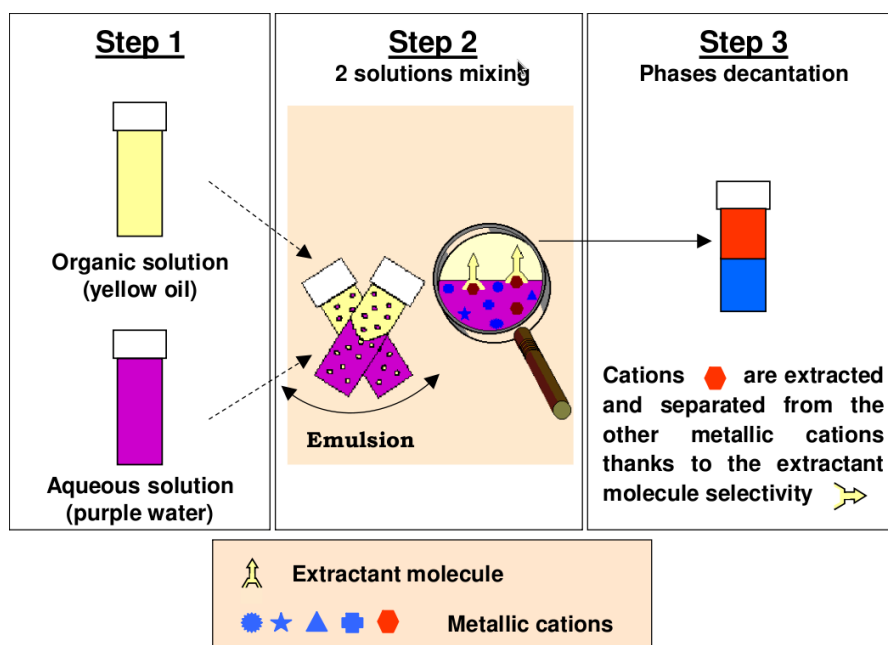 Step 1
Organic solution
(yellow oil)
Aqueous solution
(purple water)
Step 2
2 solutions mixing
Emulsion
Step 3
Phases decantation
Cations are extracted
and separated from the
other metallic cations
thanks to the extractant
molecule selectivity
Extractant molecule
Metallic cations